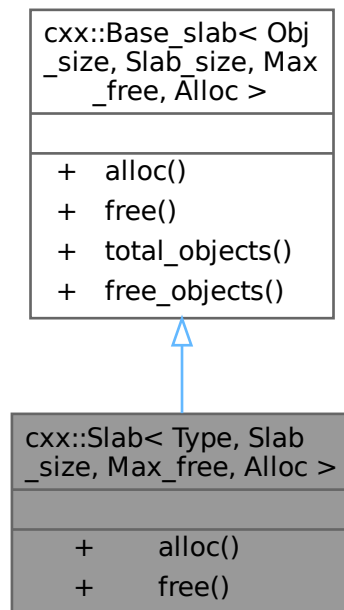 cxx::Base_slab< Obj
_size, Slab_size, Max
_free, Alloc >
+ alloc()
+ free()
+ total_objects()
+ free_objects()
cxx::Slab< Type, Slab
_size, Max_free, Alloc >
+ alloc()
+ free()